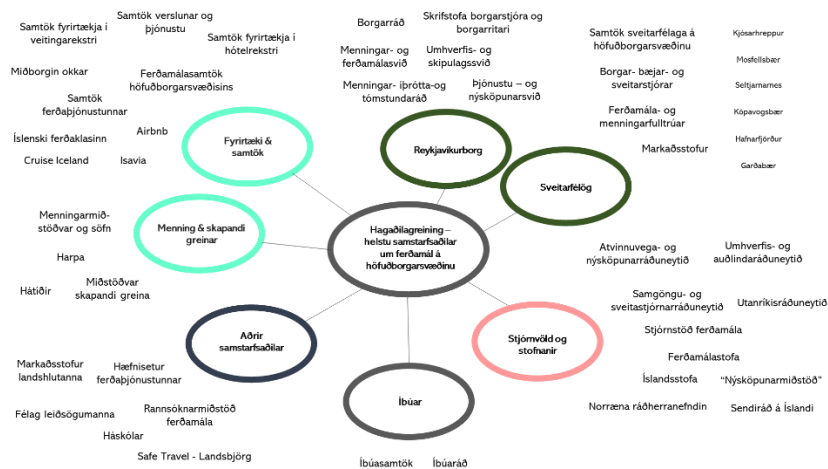 Samtök fyrirtækja í
veitingarekstri
Samtök verslunar og
þjónustu
Samtök fyrirtækja í
hótelrekstri
Miðborgin okkar
Ferðamálasamtök
höfuðborgarsvæðisins
Samtök
ferðaþjónustunnar
Íslenski ferðaklasinn
Airbnb
Cruise Iceland
Isavia
Fyrirtæki &
samtök
Borgarráð
Skrifstofa borgarstjóra og
borgarritari
Menningar- og
ferðamálasvið
Umhverfis- og
skipulagssvið
Menningar- íþrótta-og
tómstundaráð
Þjónustu – og
nýsköpunarsvið
Reykjavíkurborg
Samtök sveitarfélaga á
höfuðborgarsvæðinu
Borgar- bæjar- og
sveitarstjórar
Ferðamála- og
menningarfulltrúar
Markaðsstofur
Kjósarhreppur
Mosfellsbær
Seltjarnarnes
Kópavogsbær
Hafnarfjörður
Garðabær
Sveitarfélög
Menningarmið-
stöðvar og söfn
Harpa
Hátíðir
Miðstöðvar
skapandi greina
Menning & skapandi
greinar
Hagaðilagreining –
helstu samstarfsaðilar
um ferðamál á
höfuðborgarsvæðinu
Atvinnuvega- og
nýsköpunarráðuneytið
Umhverfis- og
auðlindaráðuneytið
Samgöngu- og
sveitastjórnarráðuneytið
Utanríkisráðuneytið
Stjórnstöð ferðamála
Ferðamálastofa
Íslandsstofa
“Nýsköpunarmiðstöð”
Norræna ráðherranefndin
Sendiráð á Íslandi
Stjórnvöld og
stofnanir
Aðrir
samstarfsaðilar
Markaðsstofur
landshlutanna
Hæfnisetur
ferðaþjónustunnar
Félag leiðsögumanna
Rannsóknarmiðstöð
ferðamála
Háskólar
Safe Travel - Landsbjörg
Íbúar
Íbúasamtök
Íbúaráð